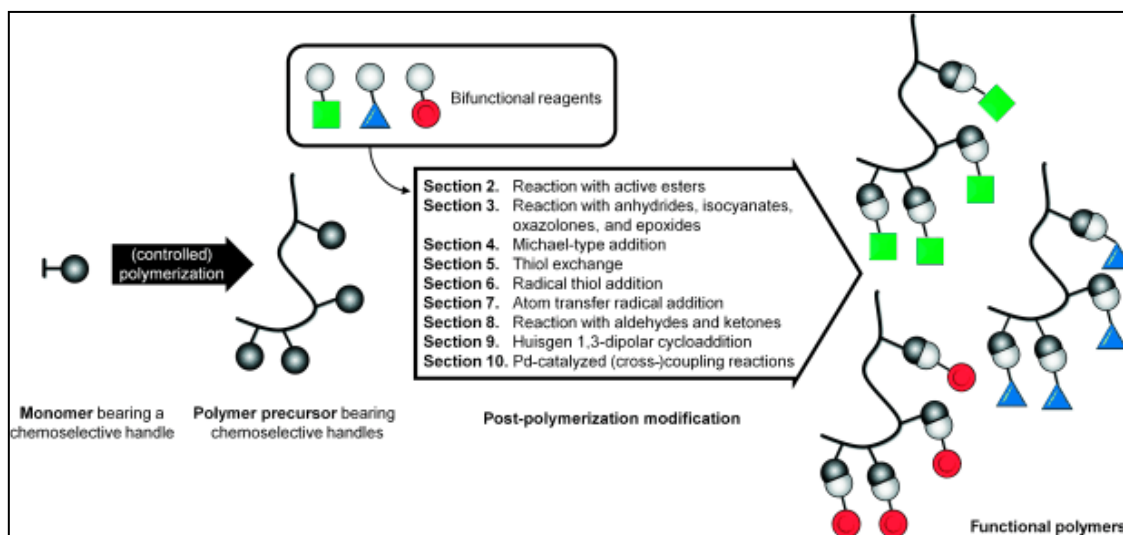 Bifunctional reagents
Section 2. Reaction with active esters
Section 3. Reaction with anhydrides, isocyanates,
oxazolones, and epoxides
Section 4. Michael-type addition
Section 5. Thiol exchange
Section 6. Radical thiol addition
Section 7. Atom transfer radical addition
Section 8. Reaction with aldehydes and ketones
Section 9. Huisgen 1,3-dipolar cycloaddition
Section 10. Pd-catalyzed (cross-)coupling reactions
(controlled)
polymerization
Monomer bearing a
chemoselective handle
Polymer precursor bearing
chemoselective handles
Post-polymerization modification
Functional polymers